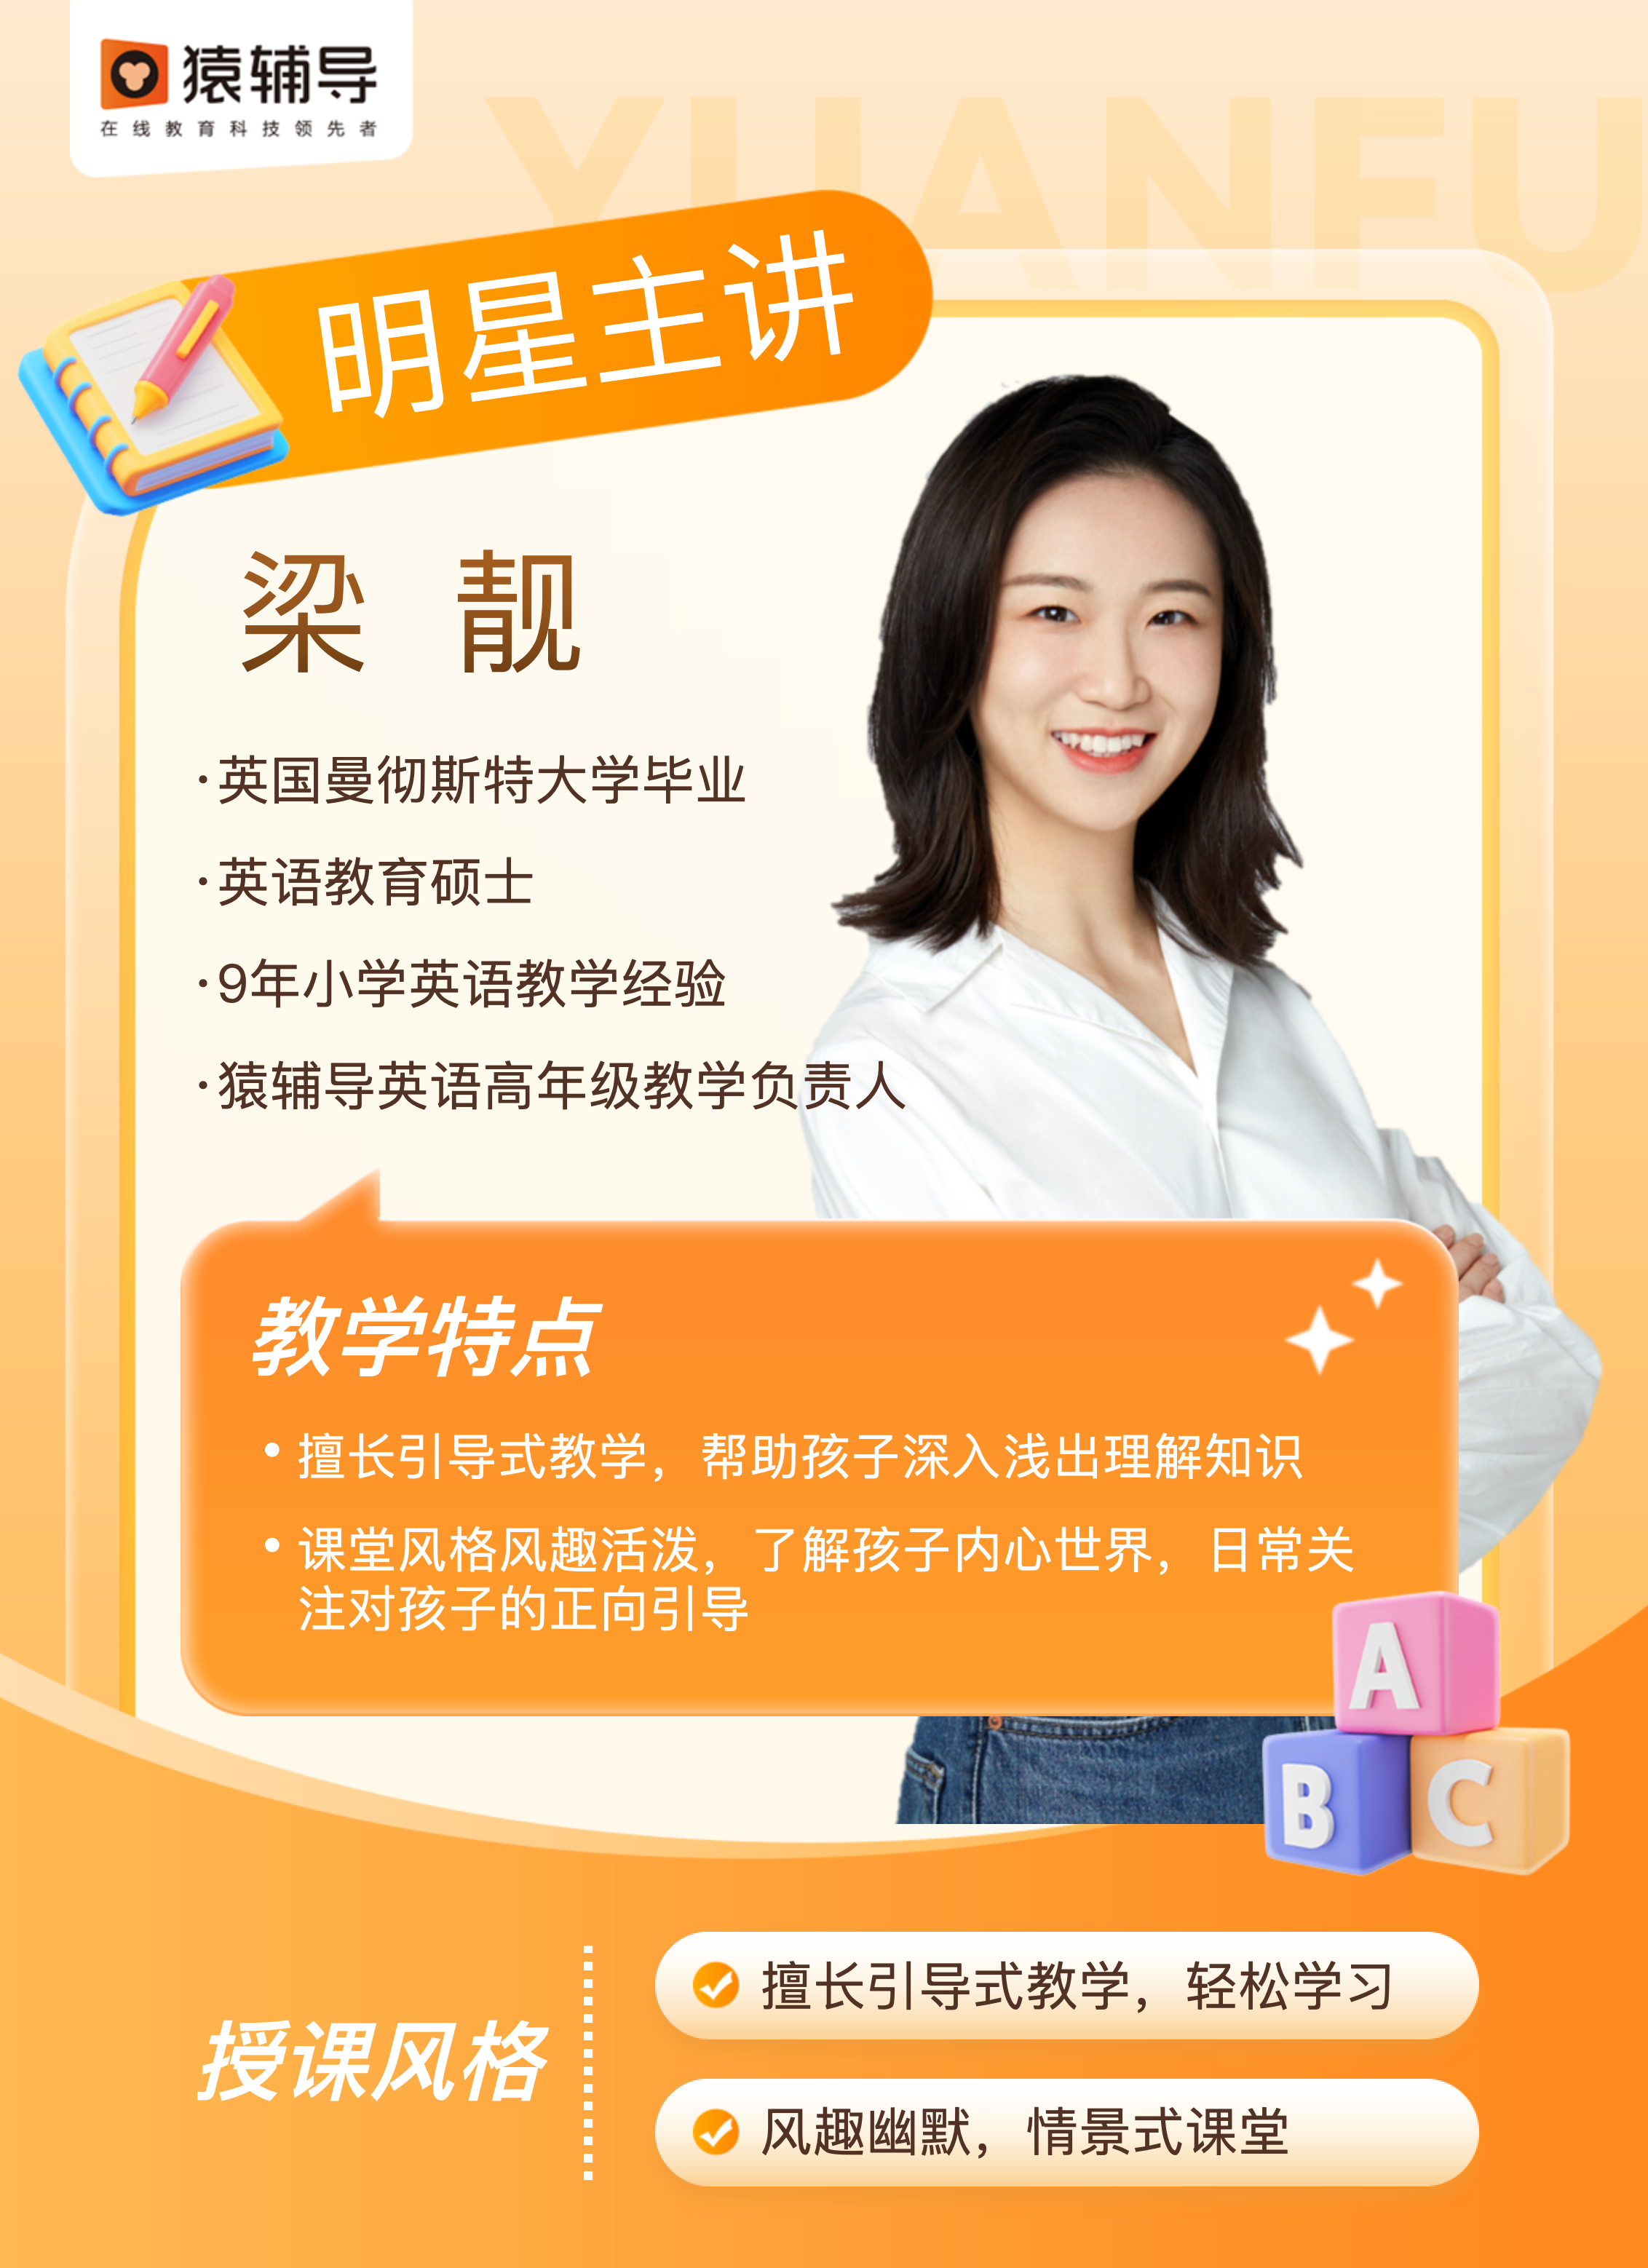 猿辅导
在线教育科技领先者
YUANFU
明星主讲
梁 靓
·英国曼彻斯特大学毕业
·英语教育硕士
·9年小学英语教学经验
·猿辅导英语高年级教学负责人
教学特点
• 擅长引导式教学，帮助孩子深入浅出理解知识
• 课堂风格风趣活泼，了解孩子内心世界，日常关
注对孩子的正向引导
A
B C
授课风格
擅长引导式教学，轻松学习
风趣幽默，情景式课堂